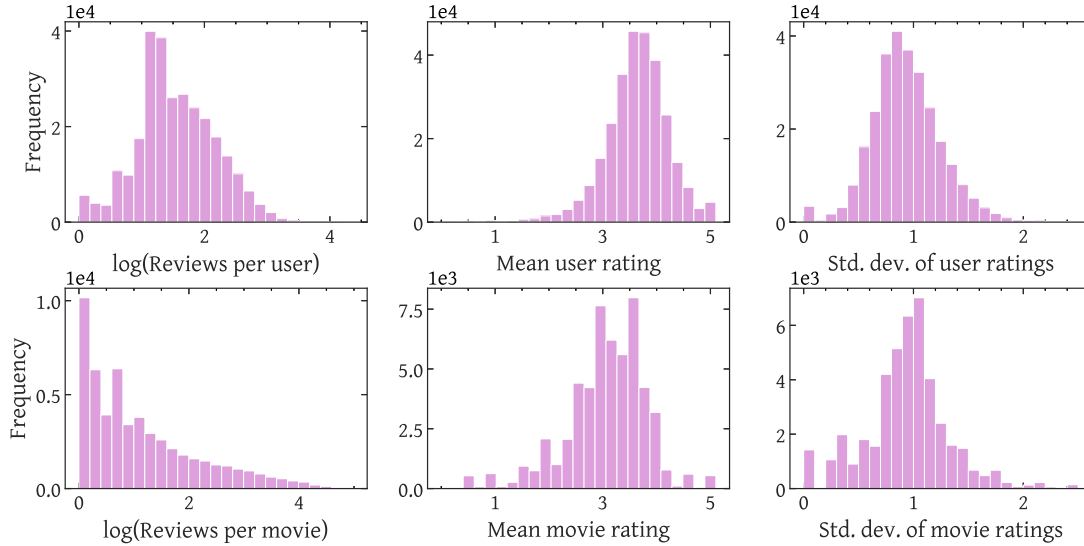 1e4
4
2
0
Frequency
0 2 4
log(Reviews per user)
1e4
4
2
0
1 3 5
Mean user rating
1e4
4
2
0
0 1 2
Std. dev. of user ratings
1e4
1.0
0.5
0.0
Frequency
0 2 4
log(Reviews per movie)
1e3
7.5
5.0
2.5
0.0
1 3 5
Mean movie rating
1e3
6
4
2
0
0 1 2
Std. dev. of movie ratings